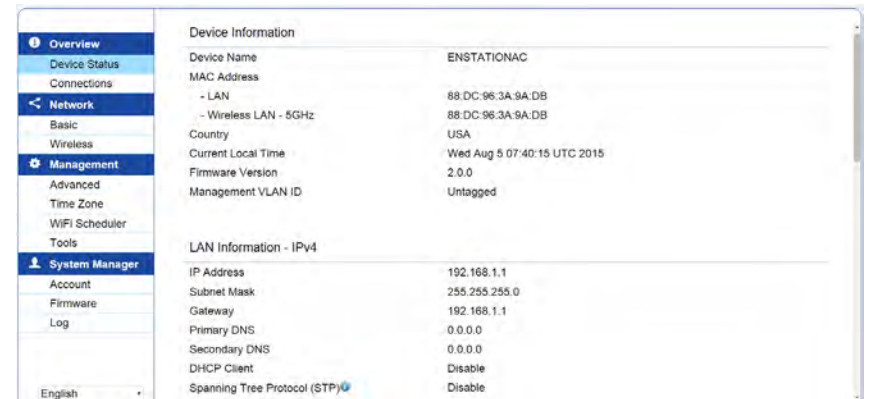 Overview
Device Status
Connections
Network
Basic
Wireless
Management
Advanced
Time Zone
WiFi Scheduler
Tools
System Manager
Account
Firmware
Log
English
Device Information
Device Name ENSTATIONAC
MAC Address
- LAN 88:DC:96:3A:9A:DB
- Wireless LAN - 5GHz 88:DC:96:3A:9A:DB
Country USA
Current Local Time Wed Aug 5 07:40:15 UTC 2015
Firmware Version 2.0.0
Management VLAN ID Untagged
LAN Information - IPv4
IP Address 192.168.1.1
Subnet Mask 255.255.255.0
Gateway 192.168.1.1
Primary DNS 0.0.0.0
Secondary DNS 0.0.0.0
DHCP Client Disable
Spanning Tree Protocol (STP) Disable